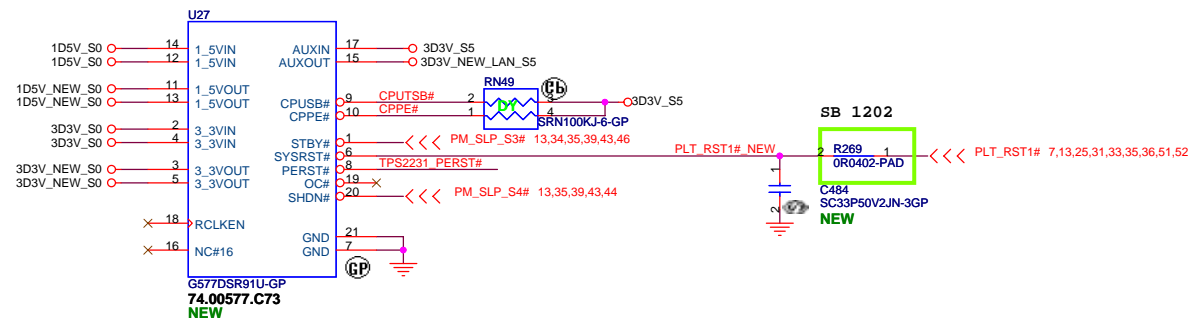 U27
1D5V_S0 14 1_5VIN AUXIN 17 3D3V_S5
1D5V_S0 12 1_5VIN AUXOUT 15 3D3V_NEW_LAN_S5
1D5V_NEW_S0 11 1_5VOUT
1D5V_NEW_S0 13 1_5VOUT
RN49
CPUSB# 9 CPUTSB# 2 3 3D3V_S5
CPPE# 10 CPPE# 1 4
DY
SRN100KJ-6-GP
3D3V_S0 2 3_3VIN
3D3V_S0 4 3_3VIN
STBY# 1 PM_SLP_S3# 13,34,35,39,43,46
SYSRST# 6 PLT_RST1#_NEW
3D3V_NEW_S0 3 3_3VOUT PERST# 8 TPS2231_PERST#
3D3V_NEW_S0 5 3_3VOUT OC# 19
SHDN# 20 PM_SLP_S4# 13,35,39,43,44
18 RCLKEN
16 NC#16
GND 21
GND 7
GP
G577DSR91U-GP
74.00577.C73
NEW
SB 1202
2 R269 1 PLT_RST1# 7,13,25,31,33,35,36,51,52
0R0402-PAD
1
2
C484
SC33P50V2JN-3GP
NEW